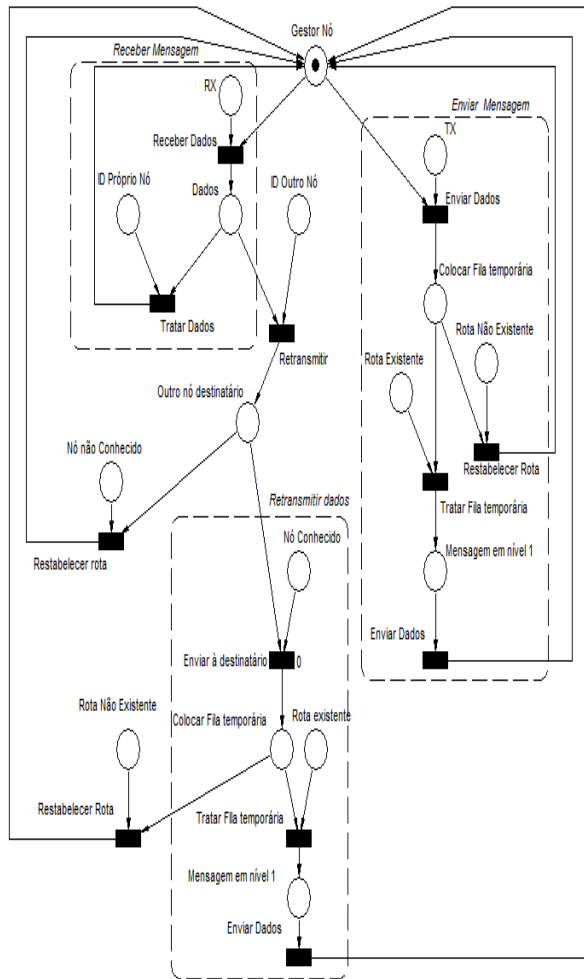 Gestor Nó
Receber Mensagem
RX
Enviar Mensagem
TX
Receber Dados
ID Próprio Nó
Dados
ID Outro Nó
Enviar Dados
Colocar Fila temporária
Tratar Dados
Rota Não Existente
Retransmitir
Rota Existente
Outro nó destinatário
Nó não Conhecido
Restabelecer Rota
Retransmitir dados
Tratar Fila temporária
Nó Conhecido
Mensagem em nível 1
Restabelecer rota
Enviar Dados
Enviar à destinatário
0
Rota Não Existente
Colocar Fila temporária
Rota existente
Restabelecer Rota
Tratar Fila temporária
Mensagem em nível 1
Enviar Dados